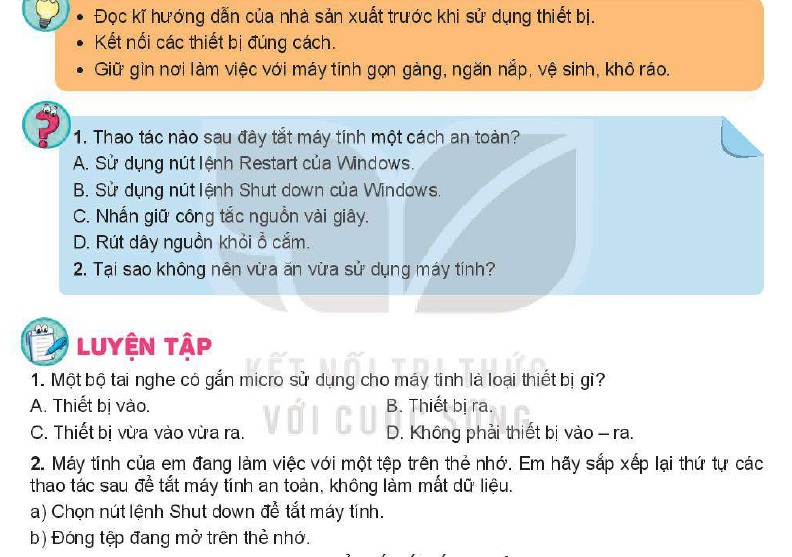 • Đọc kĩ hướng dẫn của nhà sản xuất trước khi sử dụng thiết bị.
• Kết nối các thiết bị đúng cách.
• Giữ gìn nơi làm việc với máy tính gọn gàng, ngăn nắp, vệ sinh, khô ráo.
1. Thao tác nào sau đây tắt máy tính một cách an toàn?
A. Sử dụng nút lệnh Restart của Windows.
B. Sử dụng nút lệnh Shut down của Windows.
C. Nhấn giữ công tắc nguồn vài giây.
D. Rút dây nguồn khỏi ổ cắm.
2. Tại sao không nên vừa ăn vừa sử dụng máy tính?
LUYỆN TẬP
KẾT NỐI TRI THỨC
1. Một bộ tai nghe có gắn micro sử dụng cho máy tính là loại thiết bị gì?
A. Thiết bị vào. B. Thiết bị ra.
VỚI CUỘC SỐNG
C. Thiết bị vừa vào vừa ra. D. Không phải thiết bị vào – ra.
2. Máy tính của em đang làm việc với một tệp trên thẻ nhớ. Em hãy sắp xếp lại thứ tự các
thao tác sau để tắt máy tính an toàn, không làm mất dữ liệu.
a) Chọn nút lệnh Shut down để tắt máy tính.
b) Đóng tệp đang mở trên thẻ nhớ.